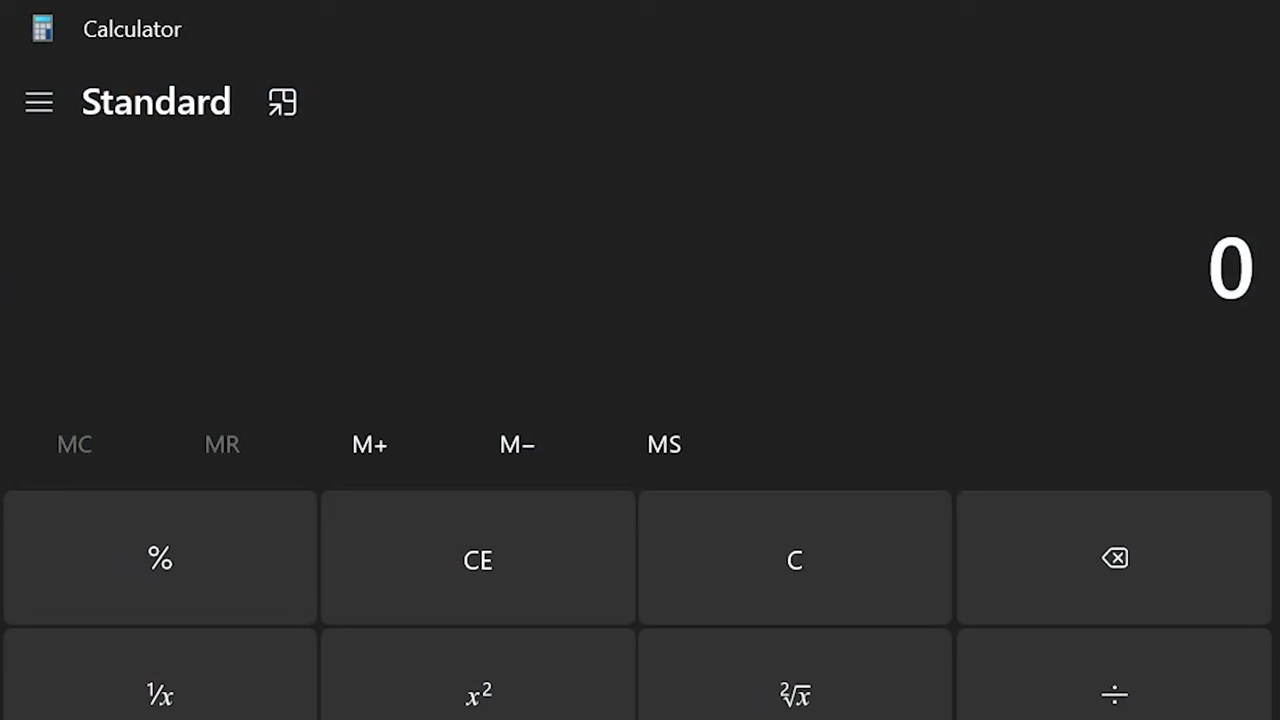 Calculator
Standard
0
MC MR M+ M− MS
% CE C
¹/x x² ²√x ÷